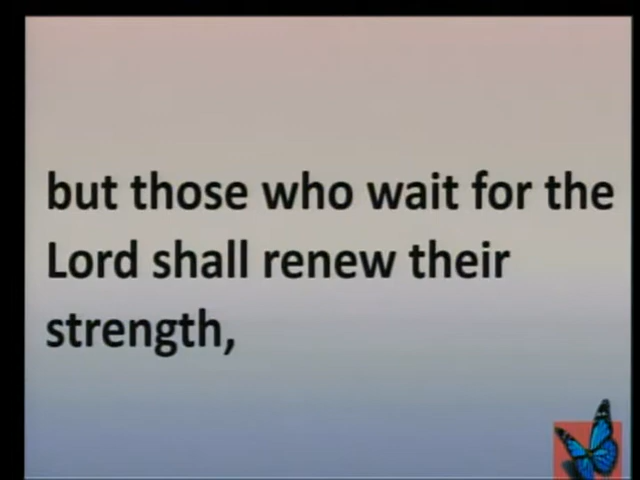 but those who wait for the
Lord shall renew their
strength,